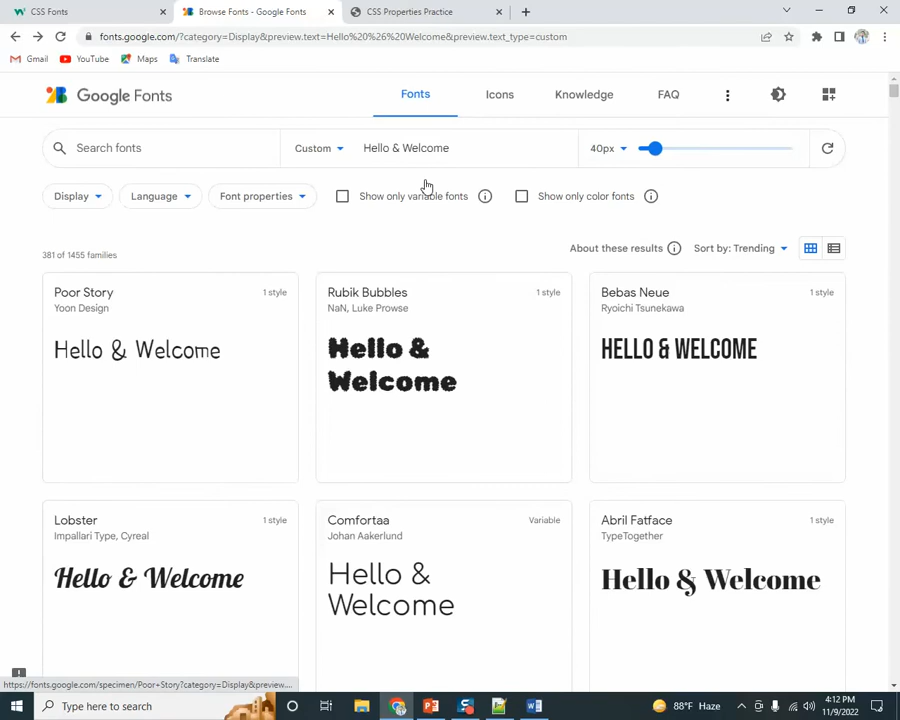 CSS Fonts
Browse Fonts - Google Fonts
CSS Properties Practice
fonts.google.com/?category=Display&preview.text=Hello%20%26%20Welcome&preview.text_type=custom
Gmail
YouTube
Maps
Translate
Google Fonts
Fonts
Icons
Knowledge
FAQ
Search fonts
Custom
Hello & Welcome
40px
Display
Language
Font properties
Show only variable fonts
Show only color fonts
381 of 1455 families
About these results
Sort by: Trending
Poor Story
1 style
Yoon Design
Hello & Welcome
Rubik Bubbles
1 style
NaN, Luke Prowse
Hello &
Welcome
Bebas Neue
1 style
Ryoichi Tsunekawa
HELLO & WELCOME
Lobster
1 style
Impallari Type, Cyreal
Hello & Welcome
Comfortaa
Variable
Johan Aakerlund
Hello &
Welcome
Abril Fatface
1 style
TypeTogether
Hello & Welcome
https://fonts.google.com/specimen/Poor+Story?category=Display&preview....
Type here to search
88°F Haze
4:12 PM
11/9/2022